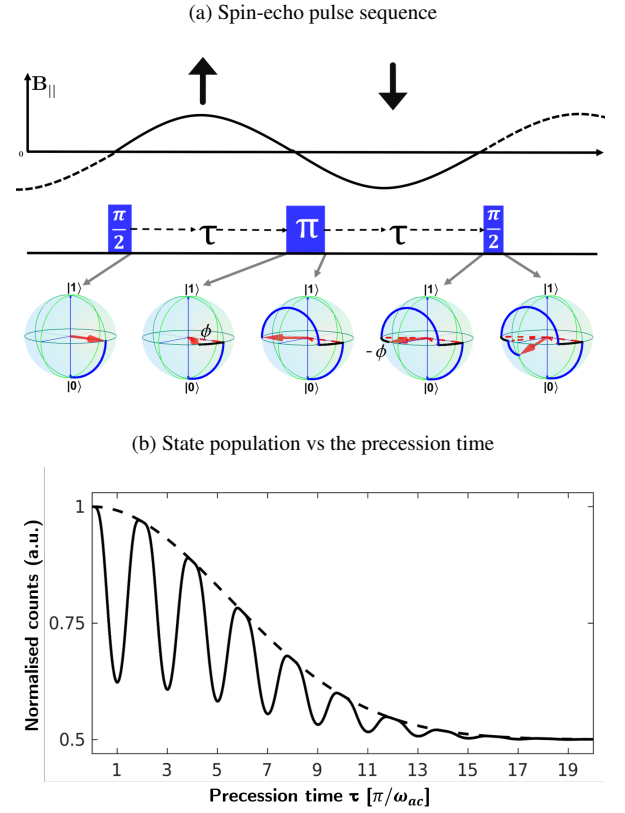 (a) Spin-echo pulse sequence
B||
0
π/2 τ π τ π/2
|1⟩ |1⟩ |1⟩ |1⟩ |1⟩
ϕ
-ϕ
|0⟩ |0⟩ |0⟩ |0⟩ |0⟩
(b) State population vs the precession time
Normalised counts (a.u.)
1
0.75
0.5
1 3 5 7 9 11 13 15 17 19
Precession time τ [π/ω_ac]